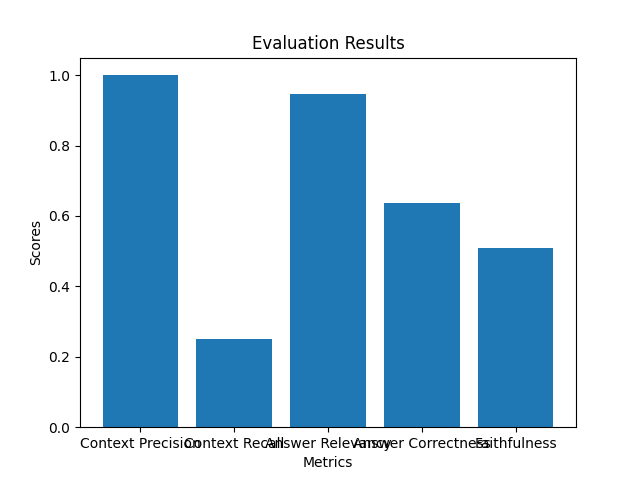 Evaluation Results
1.0
0.8
0.6
0.4
0.2
0.0
Scores
Context Precision
Context Recall
Answer Relevancy
Answer Correctness
Faithfulness
Metrics